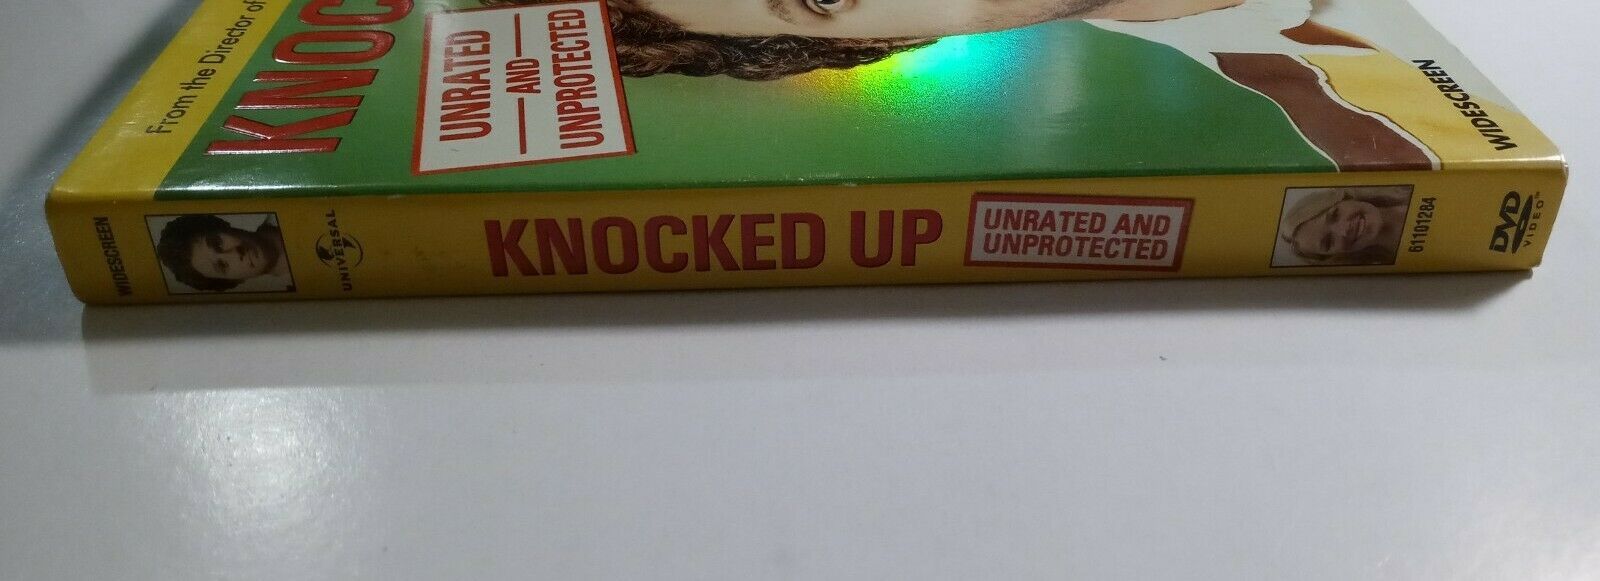 From the Director of
KNOC
UNRATED
AND
UNPROTECTED
WIDESCREEN
WIDESCREEN
UNIVERSAL
KNOCKED UP
UNRATED AND
UNPROTECTED
61101284
DVD
VIDEO